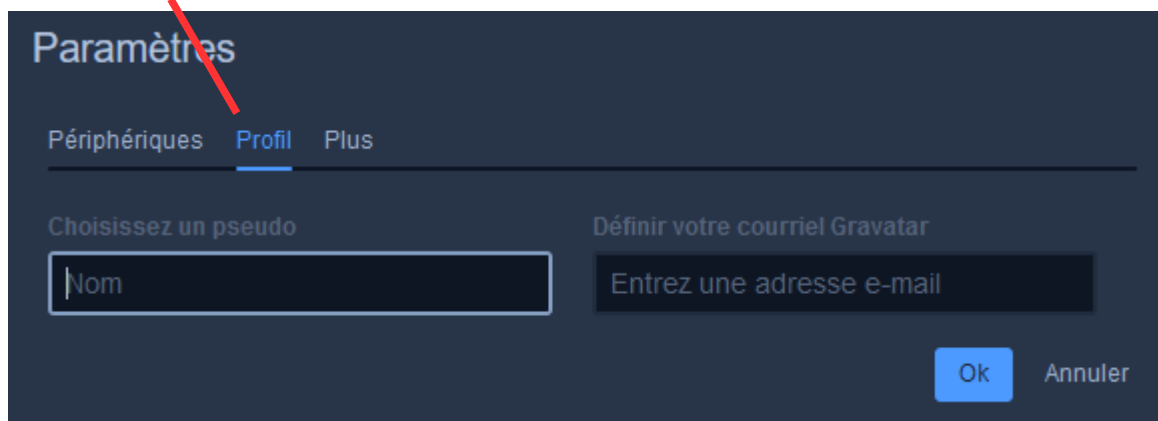 Paramètres
Périphériques Profil Plus
Choisissez un pseudo Définir votre courriel Gravatar
Nom Entrez une adresse e-mail
Ok Annuler